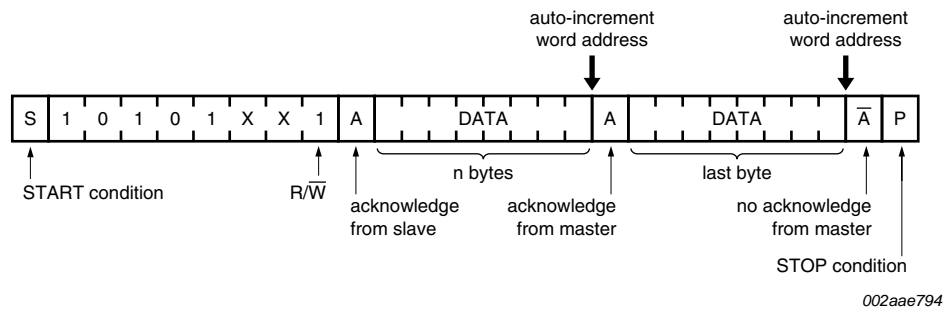 auto-increment
word address
auto-increment
word address
S 1 0 1 0 1 X X 1 A DATA A DATA A̅ P
n bytes
last byte
START condition
R/W̅
acknowledge
from slave
acknowledge
from master
no acknowledge
from master
STOP condition
002aae794